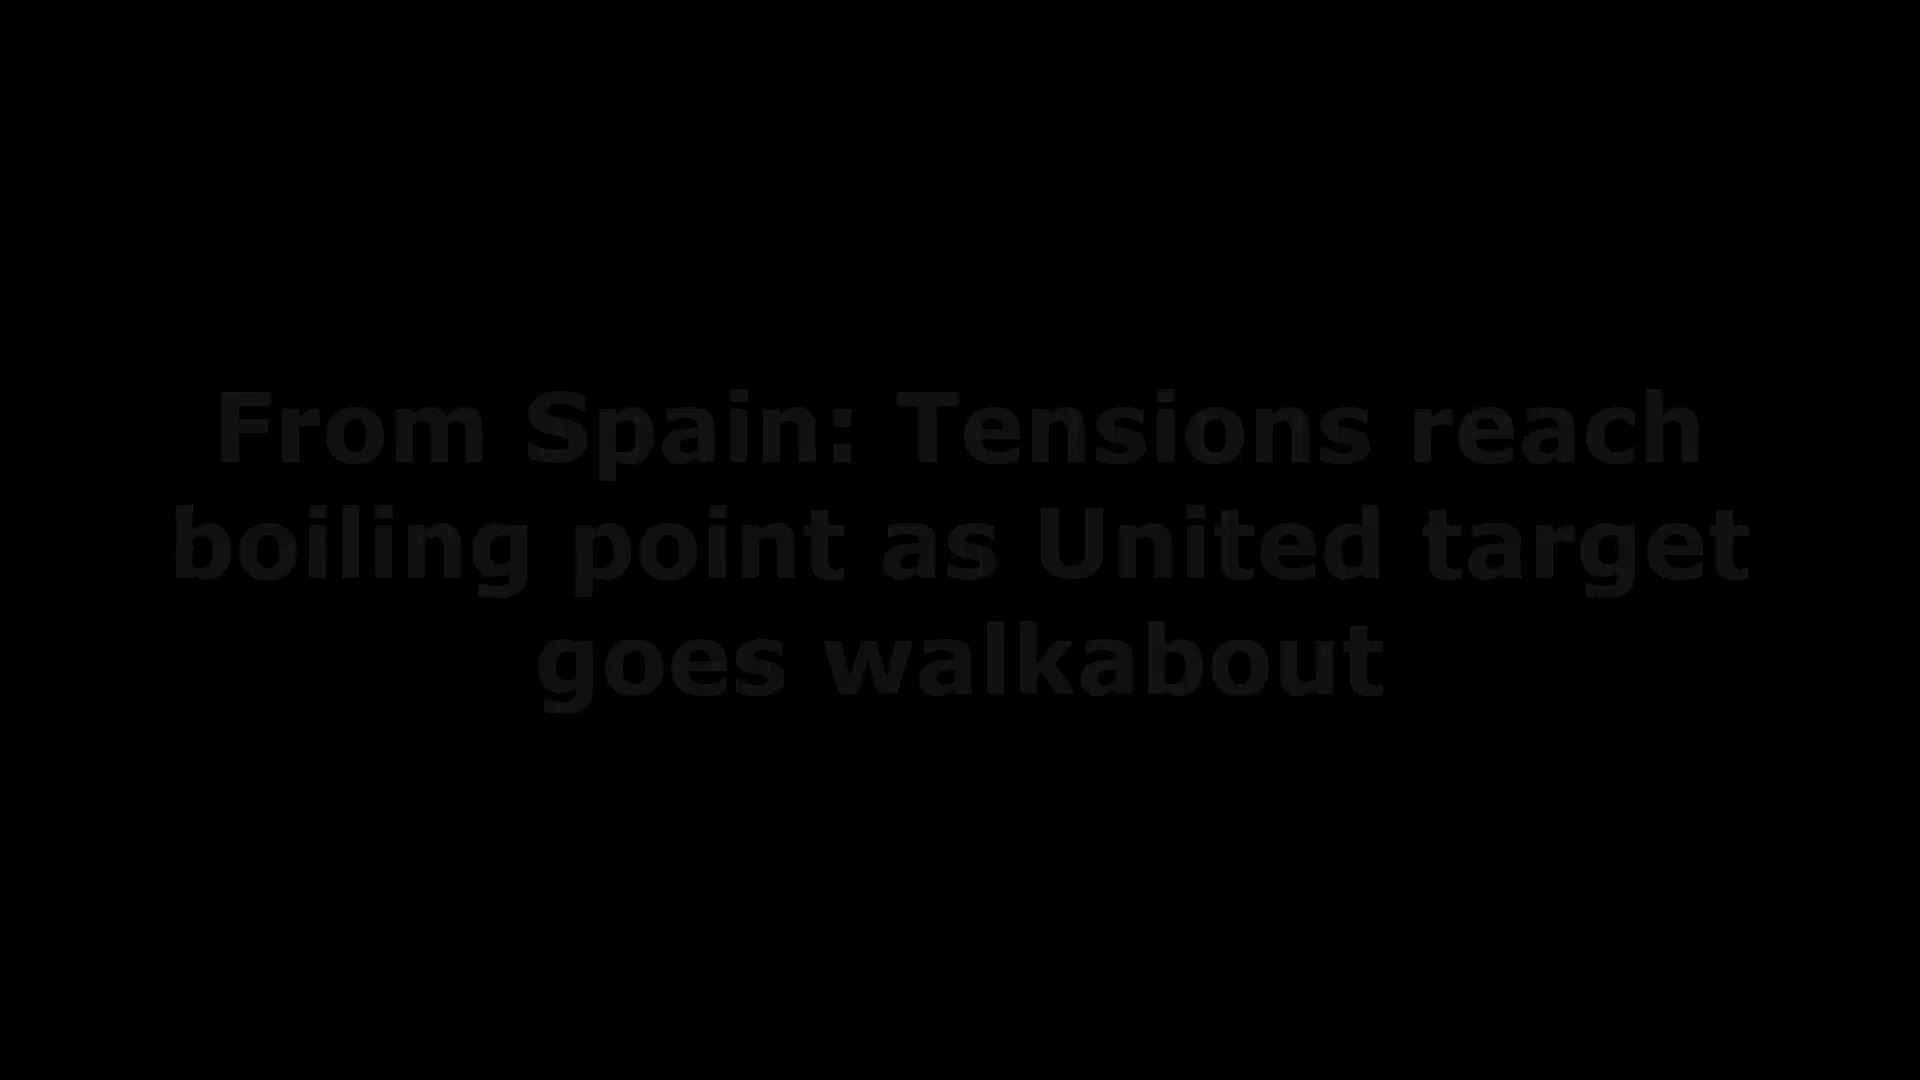 From Spain: Tensions reach
boiling point as United target
goes walkabout